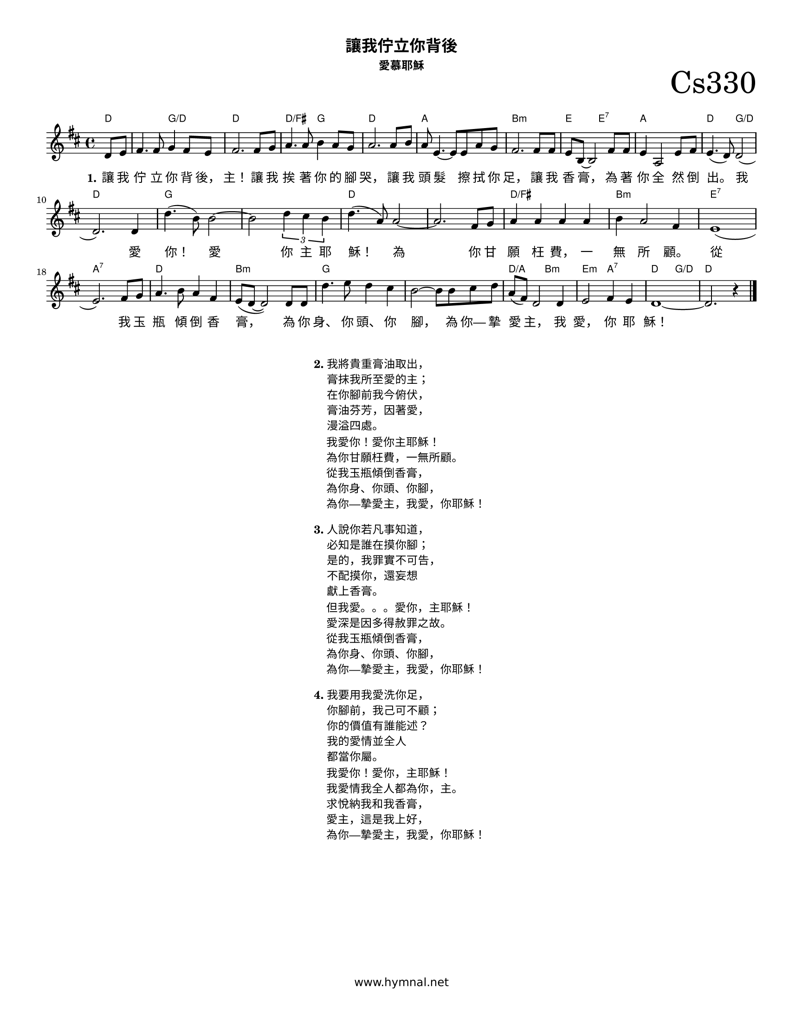 讓我佇立你背後
愛慕耶穌
Cs330
D G/D D D/F♯ G D A Bm E E7 A D G/D
1. 讓我佇立你背後，主！讓我挨著你的腳哭，讓我頭髮 擦拭你足，讓我香膏，為著你全然倒出。我
10 D G D D/F♯ Bm E7
3
愛 你！ 愛 你主耶 穌！ 為 你甘願枉費，一 無所顧。 從
18 A7 D Bm G D/A Bm Em A7 D G/D D
我玉瓶傾倒香膏， 為你身、你頭、你 腳，為你—摯愛主，我愛，你耶穌！
2. 我將貴重膏油取出，
膏抹我所至愛的主；
在你腳前我今俯伏，
膏油芬芳，因著愛，
漫溢四處。
我愛你！愛你主耶穌！
為你甘願枉費，一無所顧。
從我玉瓶傾倒香膏，
為你身、你頭、你腳，
為你—摯愛主，我愛，你耶穌！
3. 人說你若凡事知道，
必知是誰在摸你腳；
是的，我罪實不可告，
不配摸你，還妄想
獻上香膏。
但我愛。。。愛你，主耶穌！
愛深是因多得赦罪之故。
從我玉瓶傾倒香膏，
為你身、你頭、你腳，
為你—摯愛主，我愛，你耶穌！
4. 我要用我愛洗你足，
你腳前，我己可不顧；
你的價值有誰能述？
我的愛情並全人
都當你屬。
我愛你！愛你，主耶穌！
我愛情我全人都為你，主。
求悅納我和我香膏，
愛主，這是我上好，
為你—摯愛主，我愛，你耶穌！
www.hymnal.net